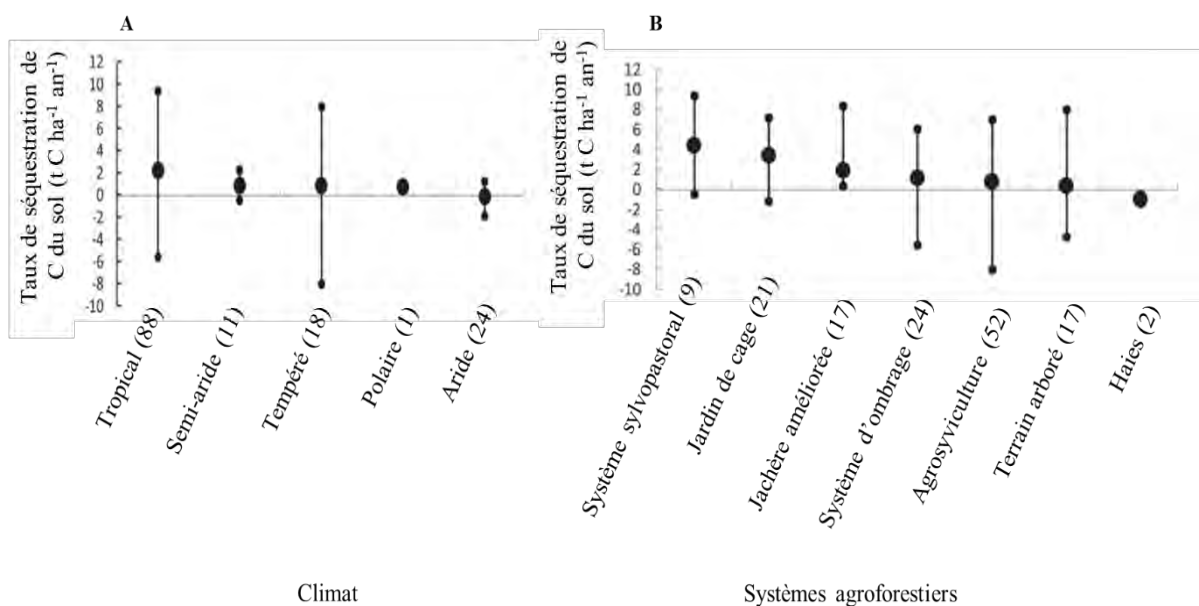 A
Taux de séquestration de
C du sol (t C ha⁻¹ an⁻¹)
12
10
8
6
4
2
0
-2
-4
-6
-8
-10
Tropical (88)
Semi-aride (11)
Tempéré (18)
Polaire (1)
Aride (24)
Climat
B
Taux de séquestration de
C du sol (t C ha⁻¹ an⁻¹)
12
10
8
6
4
2
0
-2
-4
-6
-8
-10
Système sylvopastoral (9)
Jardin de cage (21)
Jachère améliorée (17)
Système d'ombrage (24)
Agrosyviculture (52)
Terrain arboré (17)
Haies (2)
Systèmes agroforestiers